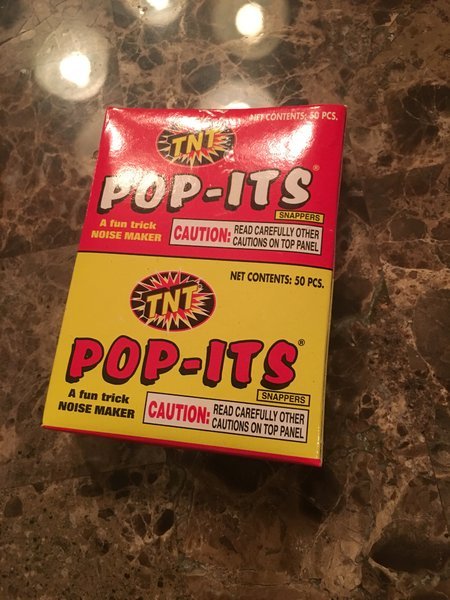 NET CONTENTS: 50 PCS.
TNT
POP-ITS®
SNAPPERS
A fun trick
NOISE MAKER
CAUTION: READ CAREFULLY OTHER
CAUTIONS ON TOP PANEL
NET CONTENTS: 50 PCS.
TNT
POP-ITS®
SNAPPERS
A fun trick
NOISE MAKER
CAUTION: READ CAREFULLY OTHER
CAUTIONS ON TOP PANEL